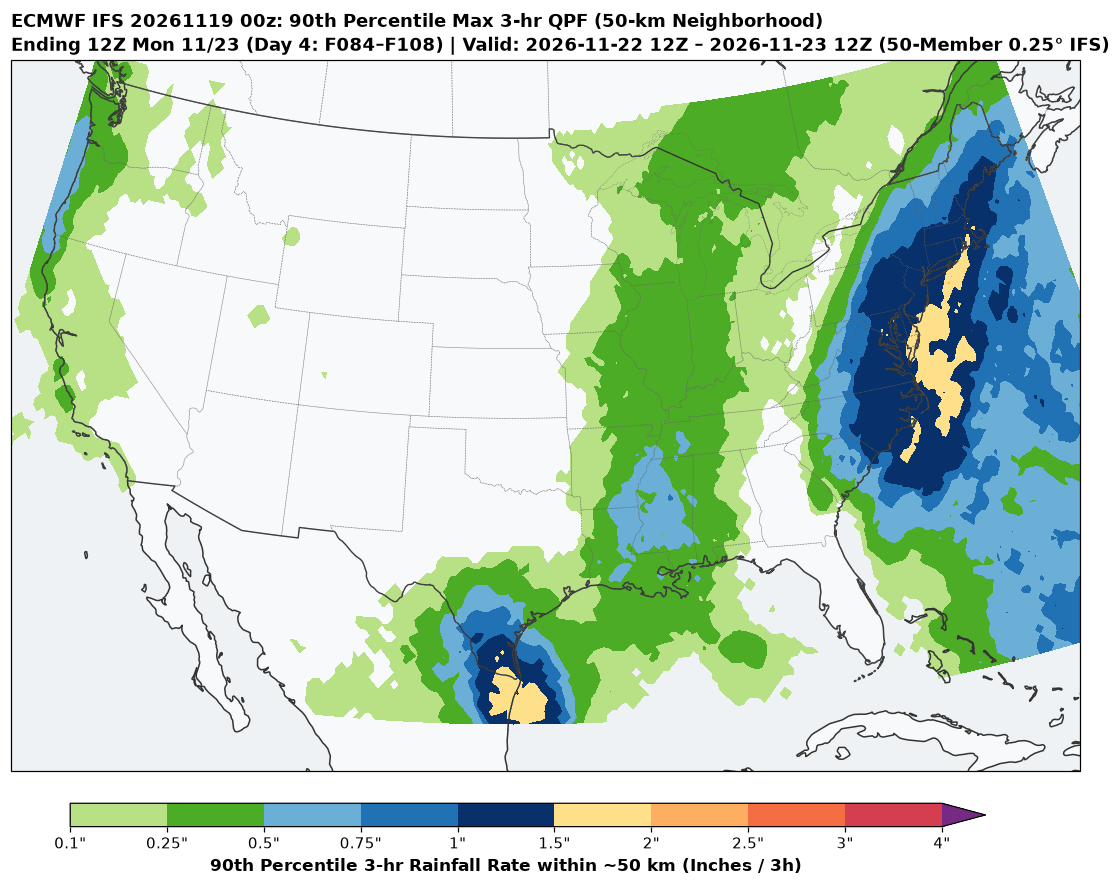 ECMWF IFS 20261119 00z: 90th Percentile Max 3-hr QPF (50-km Neighborhood)
Ending 12Z Mon 11/23 (Day 4: F084–F108) | Valid: 2026-11-22 12Z – 2026-11-23 12Z (50-Member 0.25° IFS)
0.1" 0.25" 0.5" 0.75" 1" 1.5" 2" 2.5" 3" 4"
90th Percentile 3-hr Rainfall Rate within ~50 km (Inches / 3h)